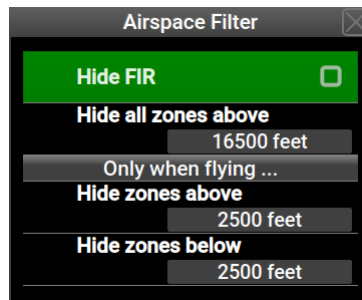 Airspace Filter
Hide FIR
Hide all zones above
16500 feet
Only when flying ...
Hide zones above
2500 feet
Hide zones below
2500 feet